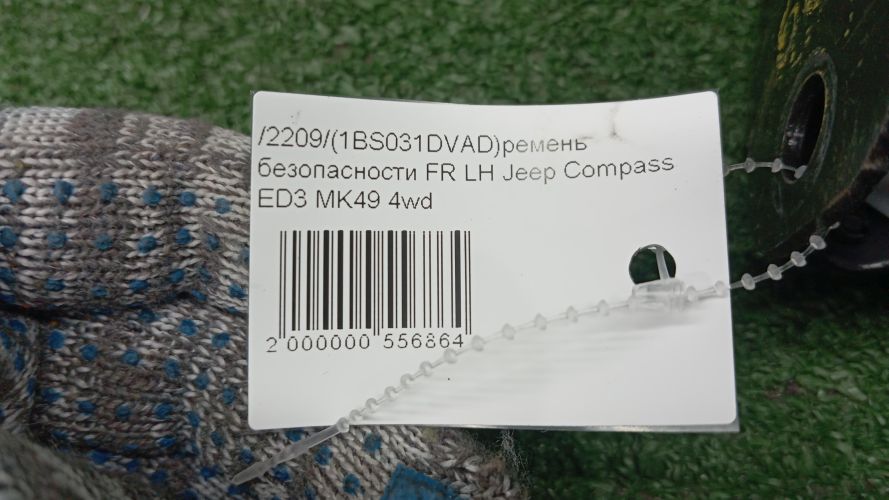 /2209/(1BS031DVAD)ремень
безопасности FR LH Jeep Compass
ED3 MK49 4wd
2 000000 556864